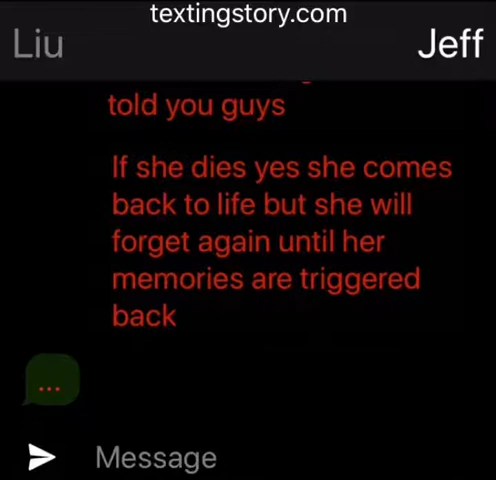 textingstory.com
Liu
Jeff
told you guys
If she dies yes she comes
back to life but she will
forget again until her
memories are triggered
back
...
Message